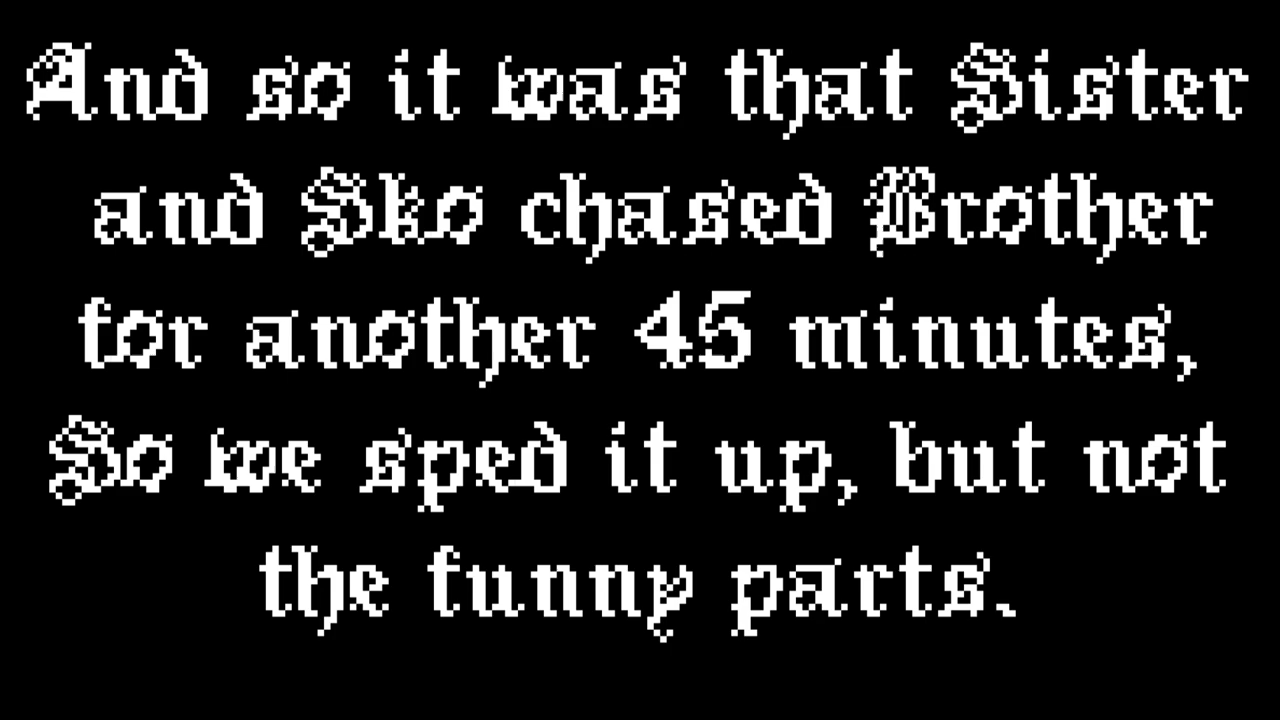 And so it was that Sister
and Sko chased Brother
for another 45 minutes,
So we sped it up, but not
the funny parts.